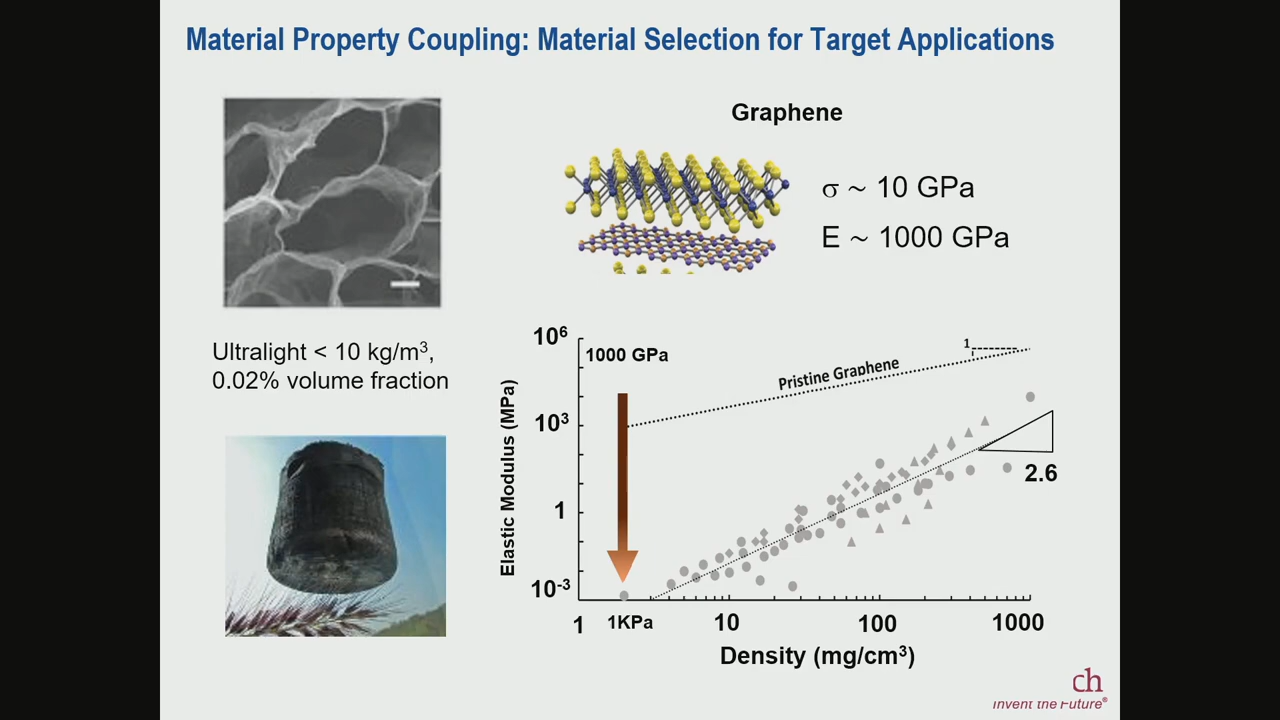 Material Property Coupling: Material Selection for Target Applications
Graphene
σ ~ 10 GPa
E ~ 1000 GPa
Ultralight < 10 kg/m³,
0.02% volume fraction
10⁶
10³
1
10⁻³
Elastic Modulus (MPa)
1000 GPa
Pristine Graphene
1
2.6
1
1KPa
10
100
1000
Density (mg/cm³)
ch
Invent the Future®